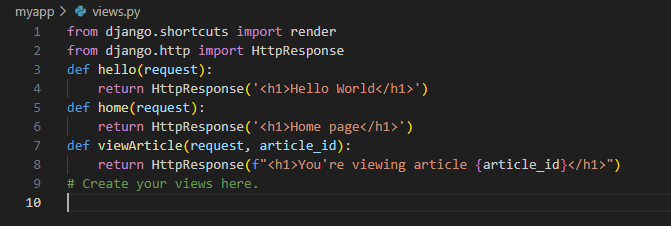 myapp > views.py
1 from django.shortcuts import render
2 from django.http import HttpResponse
3 def hello(request):
4     return HttpResponse('<h1>Hello World</h1>')
5 def home(request):
6     return HttpResponse('<h1>Home page</h1>')
7 def viewArticle(request, article_id):
8     return HttpResponse(f"<h1>You're viewing article {article_id}</h1>")
9 # Create your views here.
10